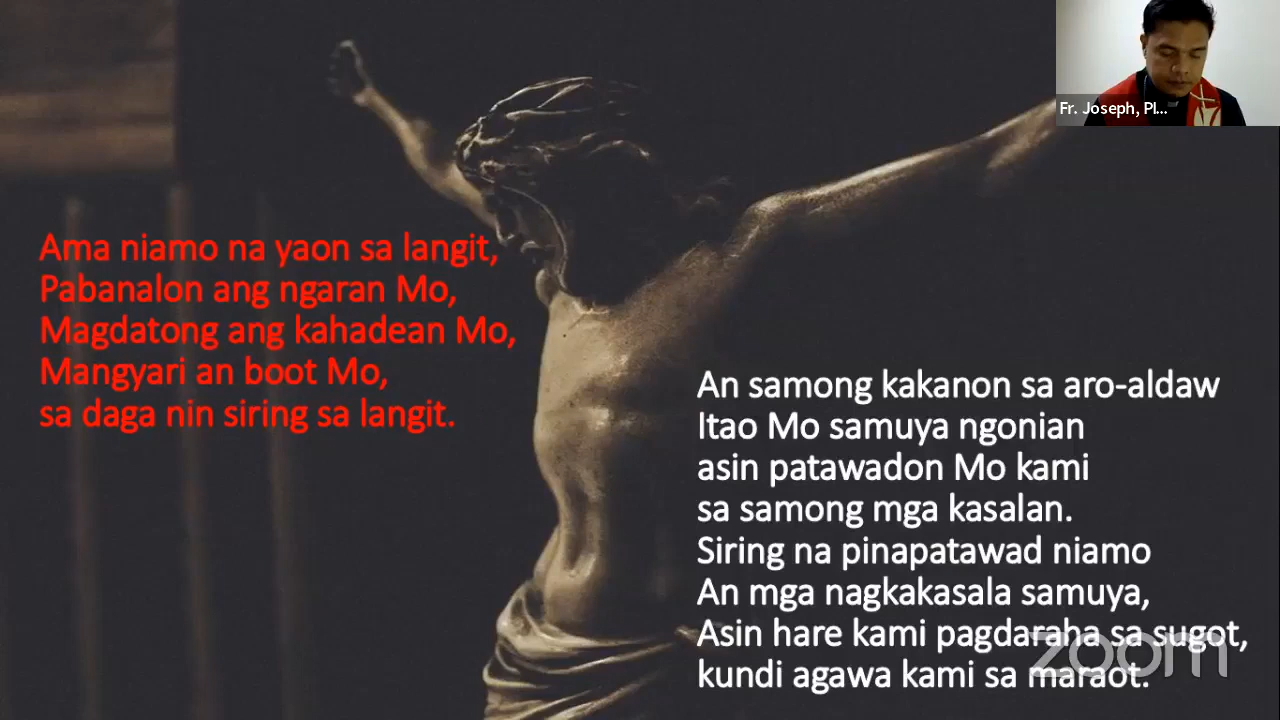 Fr. Joseph, Pl...
Ama niamo na yaon sa langit,
Pabanalon ang ngaran Mo,
Magdatong ang kahadean Mo,
Mangyari an boot Mo,
sa daga nin siring sa langit.
An samong kakanon sa aro-aldaw
Itao Mo samuya ngonian
asin patawadon Mo kami
sa samong mga kasalan.
Siring na pinapatawad niamo
An mga nagkakasala samuya,
Asin hare kami pagdaraha sa sugot,
kundi agawa kami sa maraot.
zoom